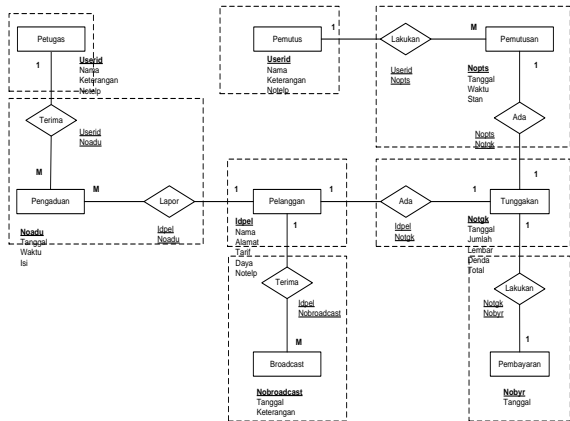 Petugas
1
Userid
Nama
Keterangan
Notelp
Terima
Userid
Noadu
M
Pengaduan
M
Noadu
Tanggal
Waktu
Isi
Lapor
Idpel
Noadu
1
Pelanggan
1
Idpel
Nama
Alamat
Tarif
Daya
Notelp
1
Terima
Idpel
Nobroadcast
M
Broadcast
Nobroadcast
Tanggal
Keterangan
Pemutus
1
Userid
Nama
Keterangan
Notelp
Lakukan
Userid
Nopts
M
Pemutusan
Nopts
Tanggal
Waktu
Stan
1
Ada
Nopts
Notgk
1
Ada
Idpel
Notgk
1
Tunggakan
Notgk
Tanggal
Jumlah
Lembar
Denda
Total
1
Lakukan
Notgk
Nobyr
1
Pembayaran
Nobyr
Tanggal